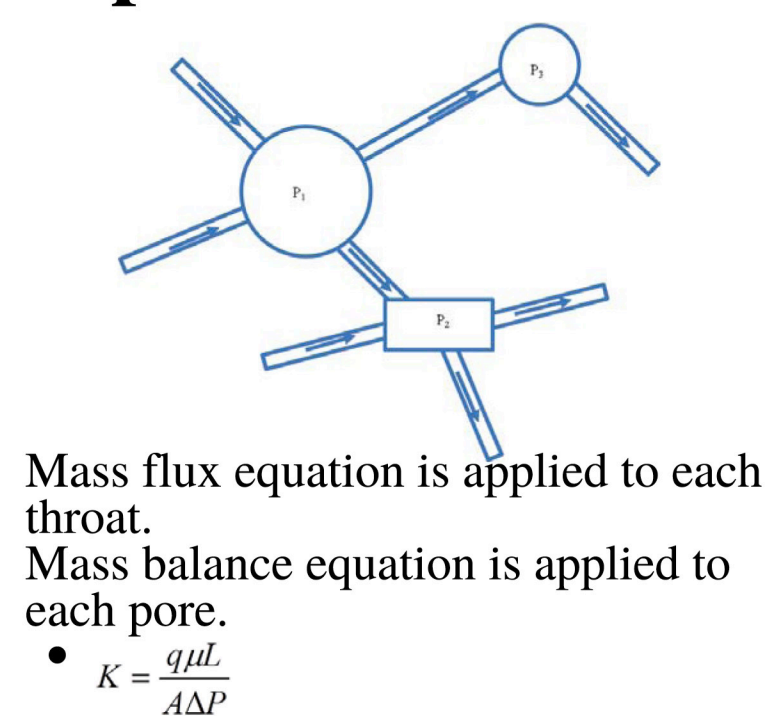 P₃
P₁
P₂
Mass flux equation is applied to each
throat.
Mass balance equation is applied to
each pore.
• K = qμL / AΔP